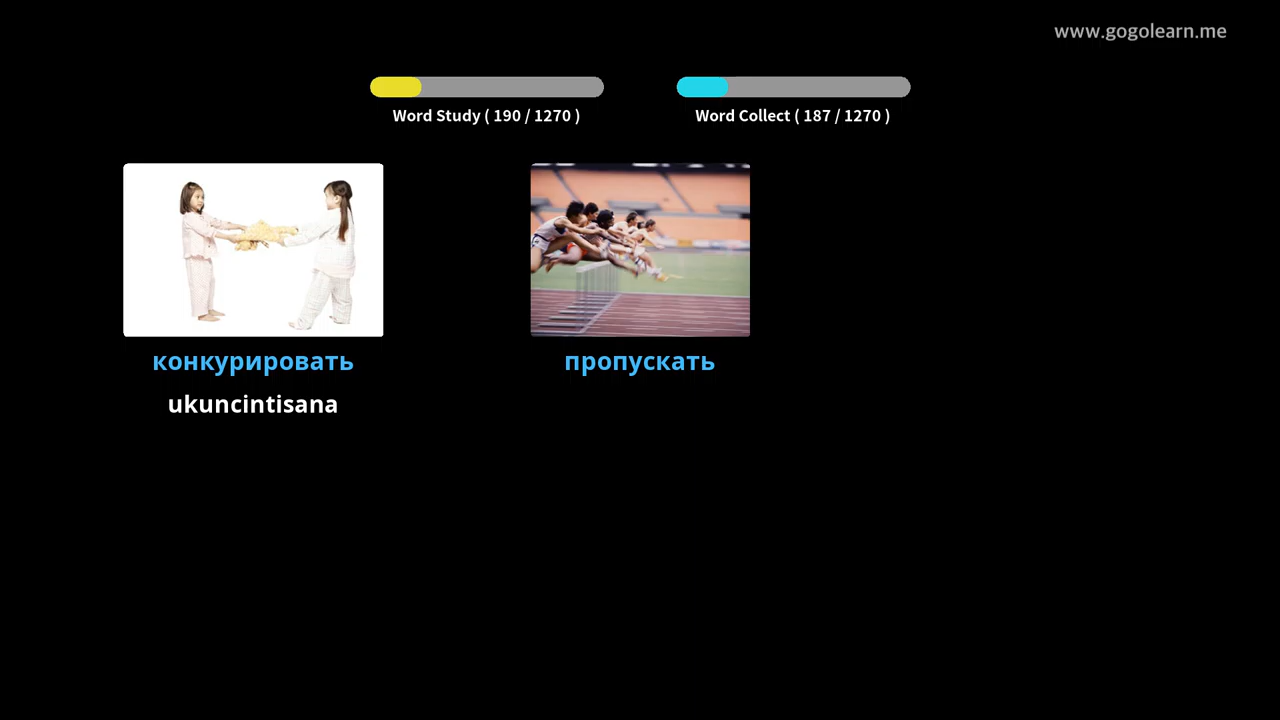 www.gogolearn.me
Word Study ( 190 / 1270 )
Word Collect ( 187 / 1270 )
конкурировать
ukuncintisana
пропускать